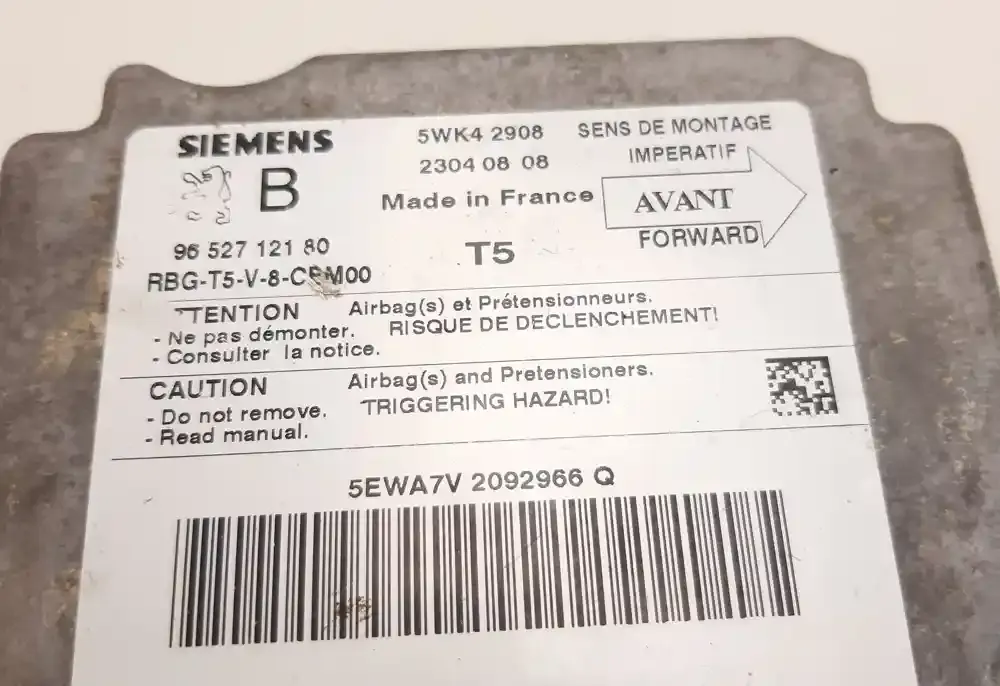 SIEMENS
B
5WK4 2908
2304 08 08
Made in France
SENS DE MONTAGE
IMPERATIF
AVANT
FORWARD
96 527 121 80
T5
TENTION Airbag(s) et Prétensionneurs.
- Ne pas démonter. RISQUE DE DECLENCHEMENT!
- Consulter la notice.
CAUTION Airbag(s) and Pretensioners.
- Do not remove. TRIGGERING HAZARD!
- Read manual.
5EWA7V 2092966 Q